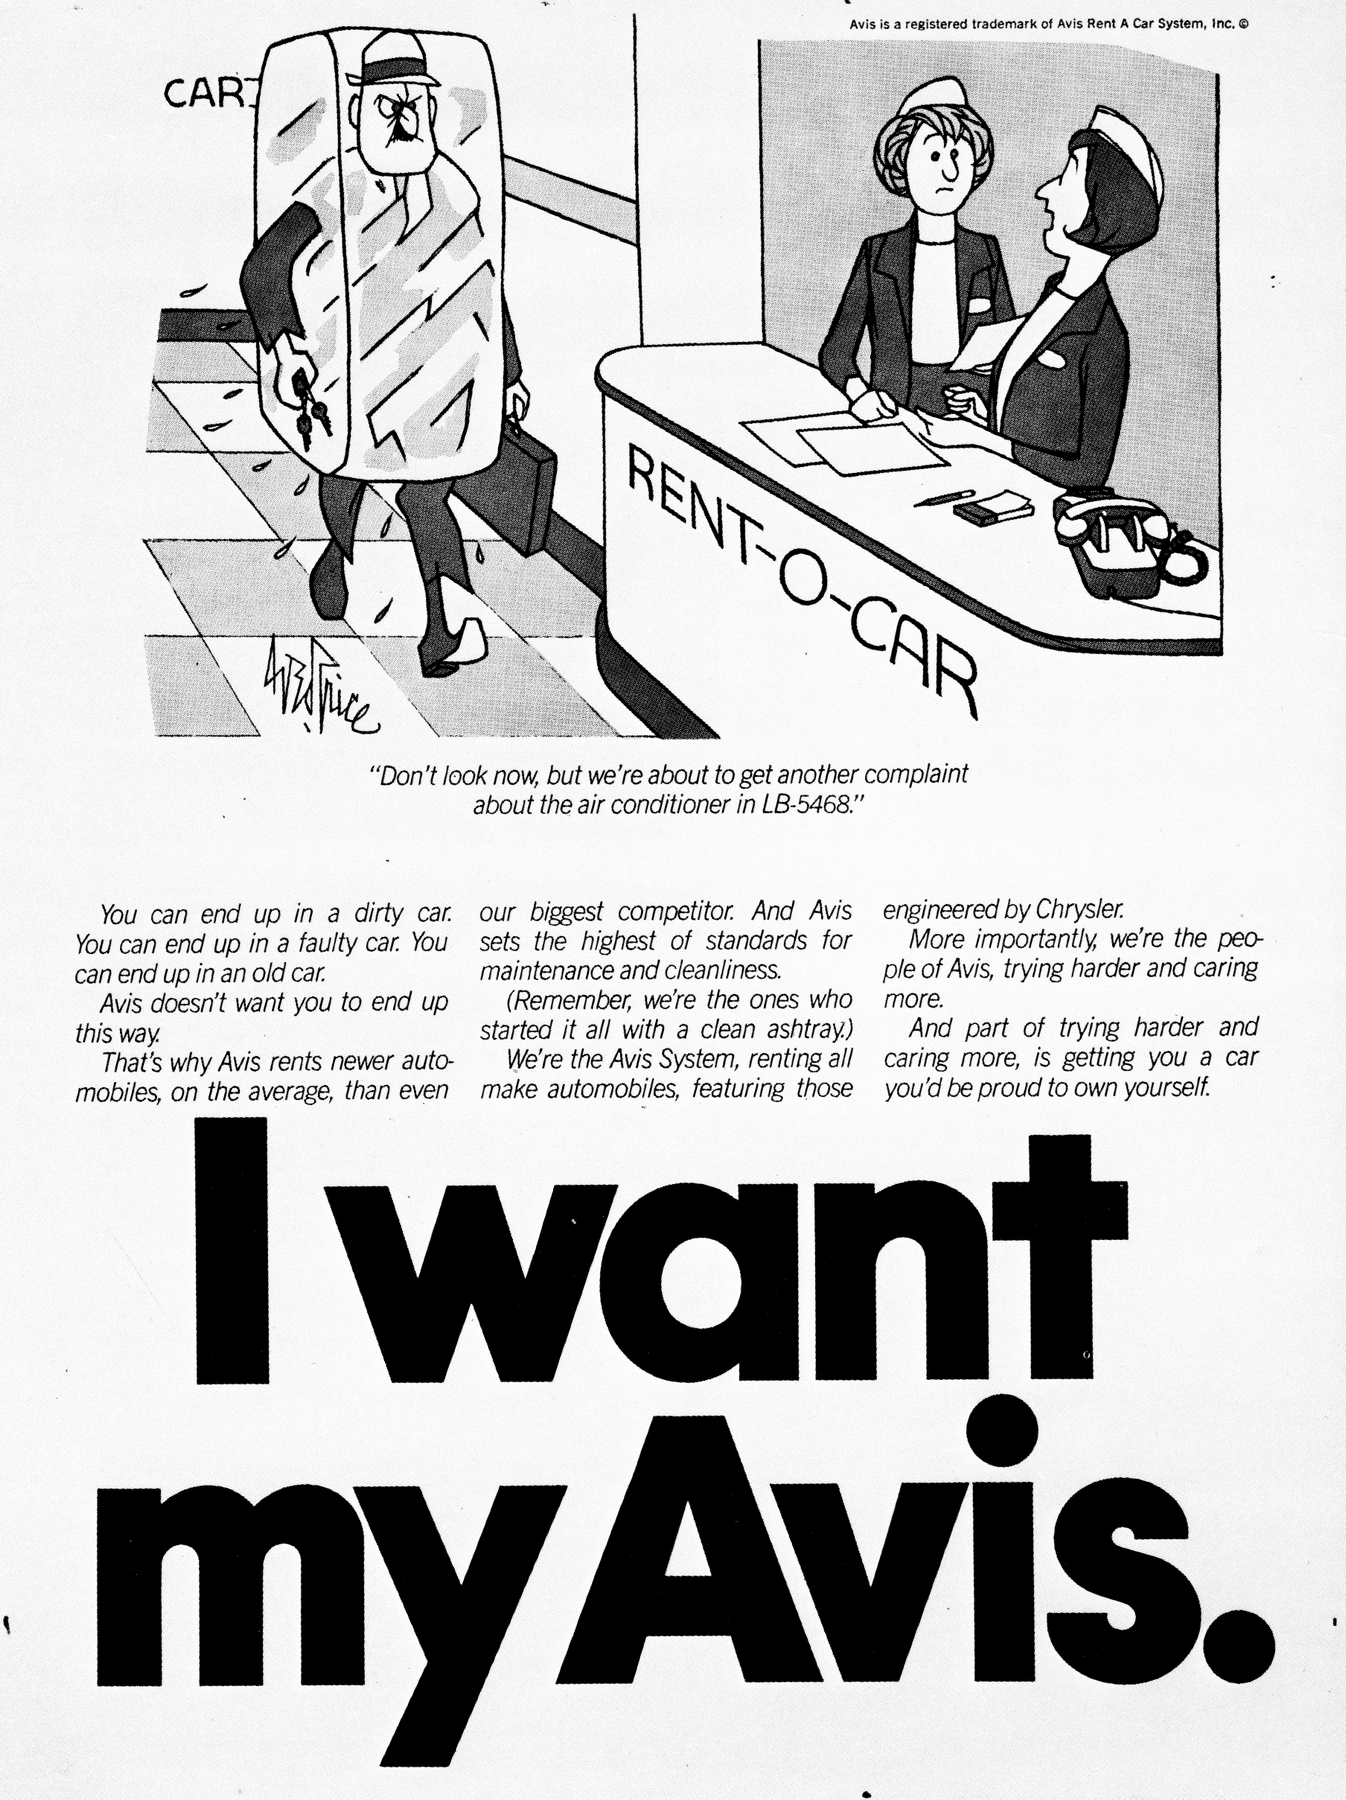 Avis is a registered trademark of Avis Rent A Car System, Inc. ©
CAR
RENT-O-CAR
"Don't look now, but we're about to get another complaint
about the air conditioner in LB-5468."
You can end up in a dirty car.
You can end up in a faulty car. You
can end up in an old car.
Avis doesn't want you to end up
this way.
That's why Avis rents newer auto-
mobiles, on the average, than even
our biggest competitor. And Avis
sets the highest of standards for
maintenance and cleanliness.
(Remember, we're the ones who
started it all with a clean ashtray.)
We're the Avis System, renting all
make automobiles, featuring those
engineered by Chrysler.
More importantly, we're the peo-
ple of Avis, trying harder and caring
more.
And part of trying harder and
caring more, is getting you a car
you'd be proud to own yourself.
I want
my Avis.